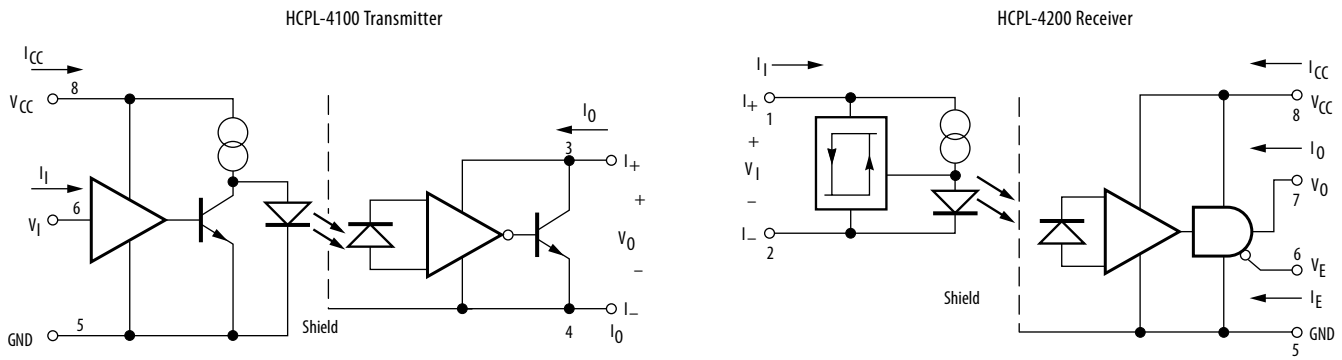 HCPL-4100 Transmitter
ICC
8
VCC
II
6
VI
5
GND
Shield
IO
3
I+
+
VO
–
I–
4
IO
HCPL-4200 Receiver
II
I+
1
+
VI
–
I–
2
Shield
ICC
VCC
8
IO
VO
7
6
VE
IE
GND
5